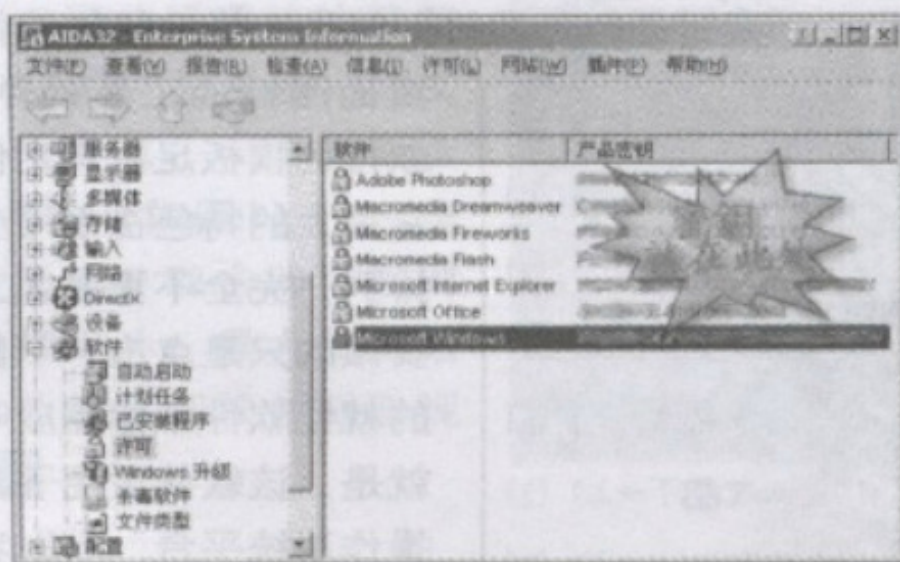 AIDA32 - Enterprise System Information
文件(F) 查看(V) 报告(R) 检查(A) 信息(I) 许可(L) 网站(W) 插件(P) 帮助(H)
服务器
显示器
多媒体
存储
输入
网络
DirectX
设备
软件
自动启动
计划任务
已安装程序
许可
Windows 升级
杀毒软件
文件类型
配置
软件 产品密钥
Adobe Photoshop
Macromedia Dreamweaver
Macromedia Fireworks
Macromedia Flash
Microsoft Internet Explorer
Microsoft Office
Microsoft Windows